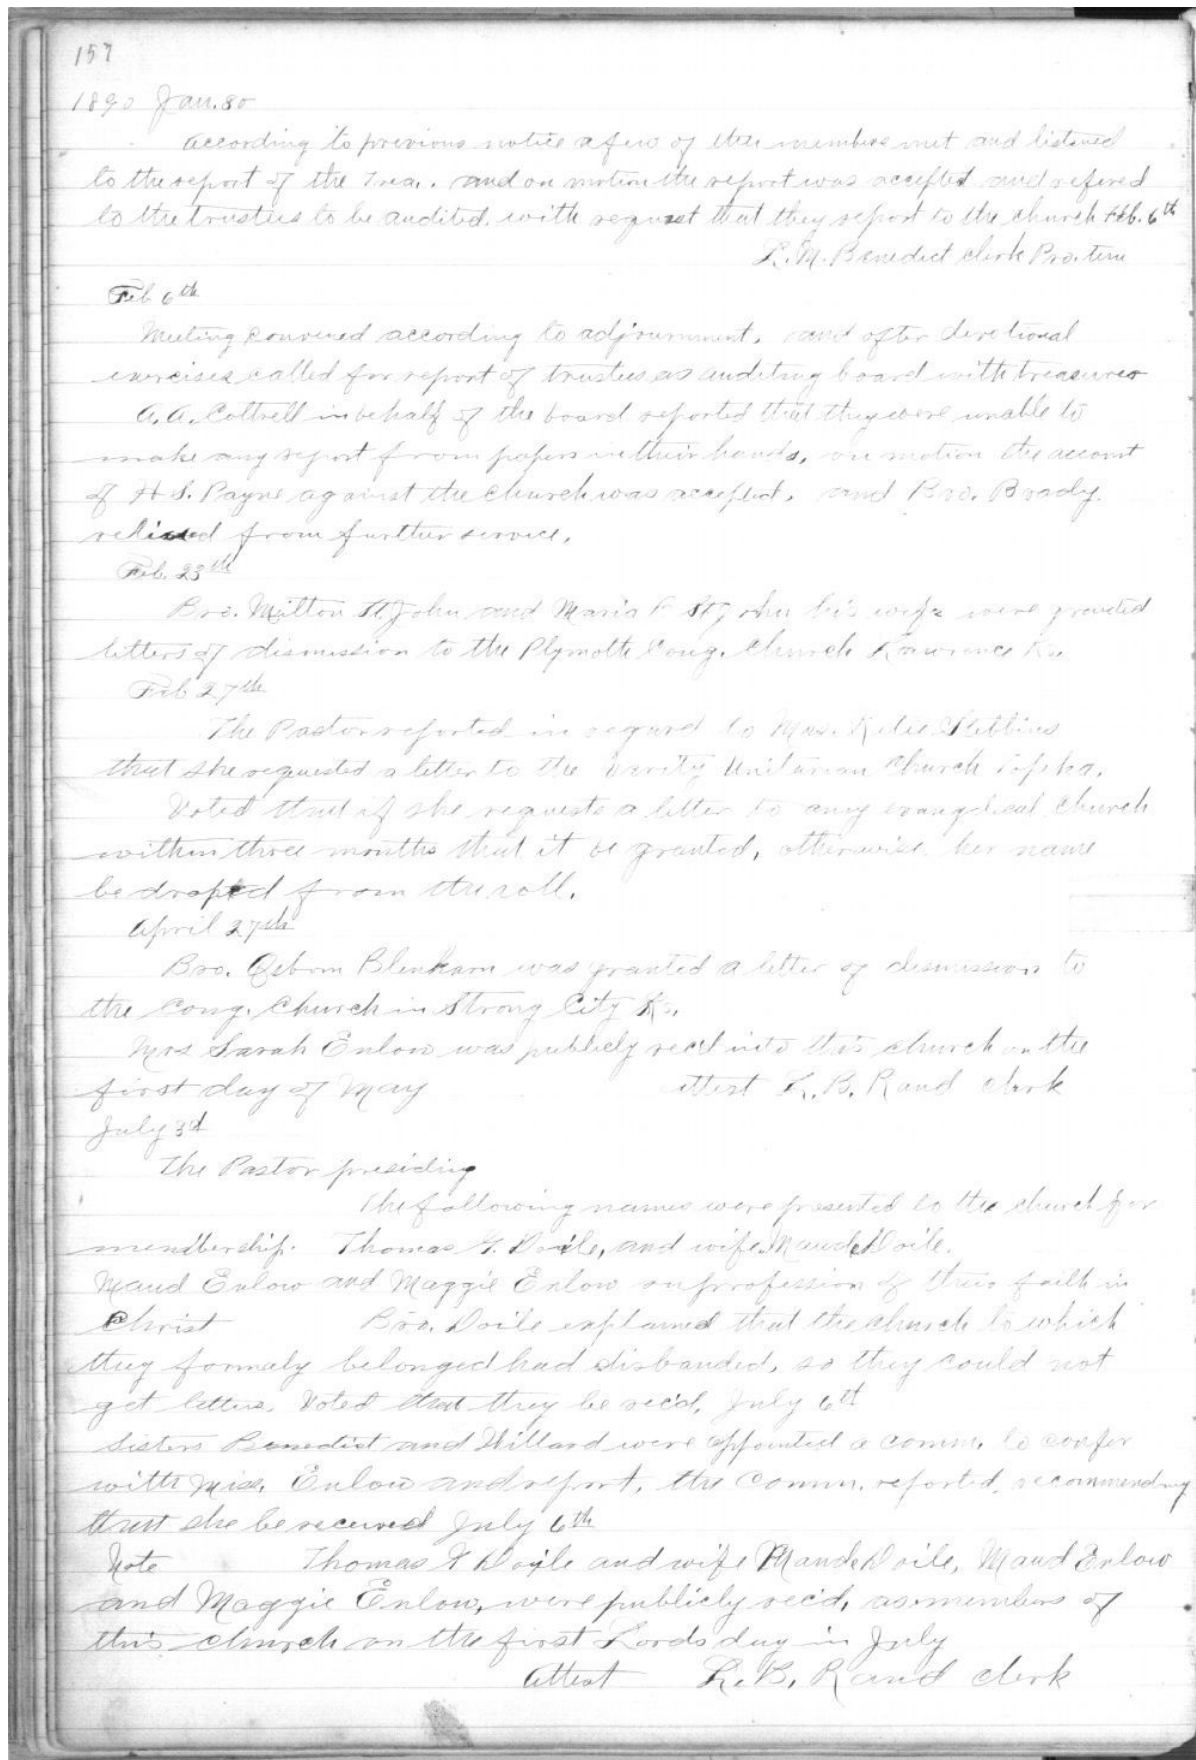 157
1890 Jan. 30
According to previous notice a few of the members met and listened
to the report of the Trea. and on motion the report was accepted and refered
to the trustees to be audited. with request that they report to the church Feb. 6th
L. M. Benedict clerk Pro. tem
Feb 6th
Meeting convened according to adjournment, and after devotional
exercises called for report of trustees as auditing board with treasurer
A. A. Cottrell in behalf of the board reported that they were unable to
make any report from papers in their hands, on motion the account
of H S. Payne against the church was accepted, and Bro. Brady
relieved from further service.
Feb. 23th
Bro. Milton St. John and Maria St John his wife were granted
letters of dismission to the Plymoth Cong. Church Lawrence Ks.
Feb 27th
The Pastor reported in regard to Mrs. Katie Stebbins
that she requested a letter to the Unitarian Church Topeka.
Voted that if she requests a letter to any evanglical church
within three months that it be granted, otherwise her name
be droped from the roll.
April 27th
Bro. Osborn Blenkarn was granted a letter of dismission to
the Cong. Church in Strong City Ks.
Mrs Sarah Enlow was publicly recd into this church on the
first day of May attest L. B. Rand clerk
July 3d
The Pastor presiding
The following names were presented to the church for
membership. Thomas G. Doile, and wife Maude Doile.
Maud Enlow and Maggie Enlow on profession of their faith in
Christ Bro. Doile explained that the church to which
they formaly belonged had disbanded, so they could not
get letters. Voted that they be rec'd, July 6th
Sisters Benedict and Willard were appointed a comm. to confer
with Miss. Enlow and report, the Comm. reported, recommending
that she be received July 6th
Note Thomas G Doile and wife Maude Doile, Maud Enlow
and Maggie Enlow, were publicly rec'd, as members of
this church on the first Lords day in July
Attest L. B. Rand clerk